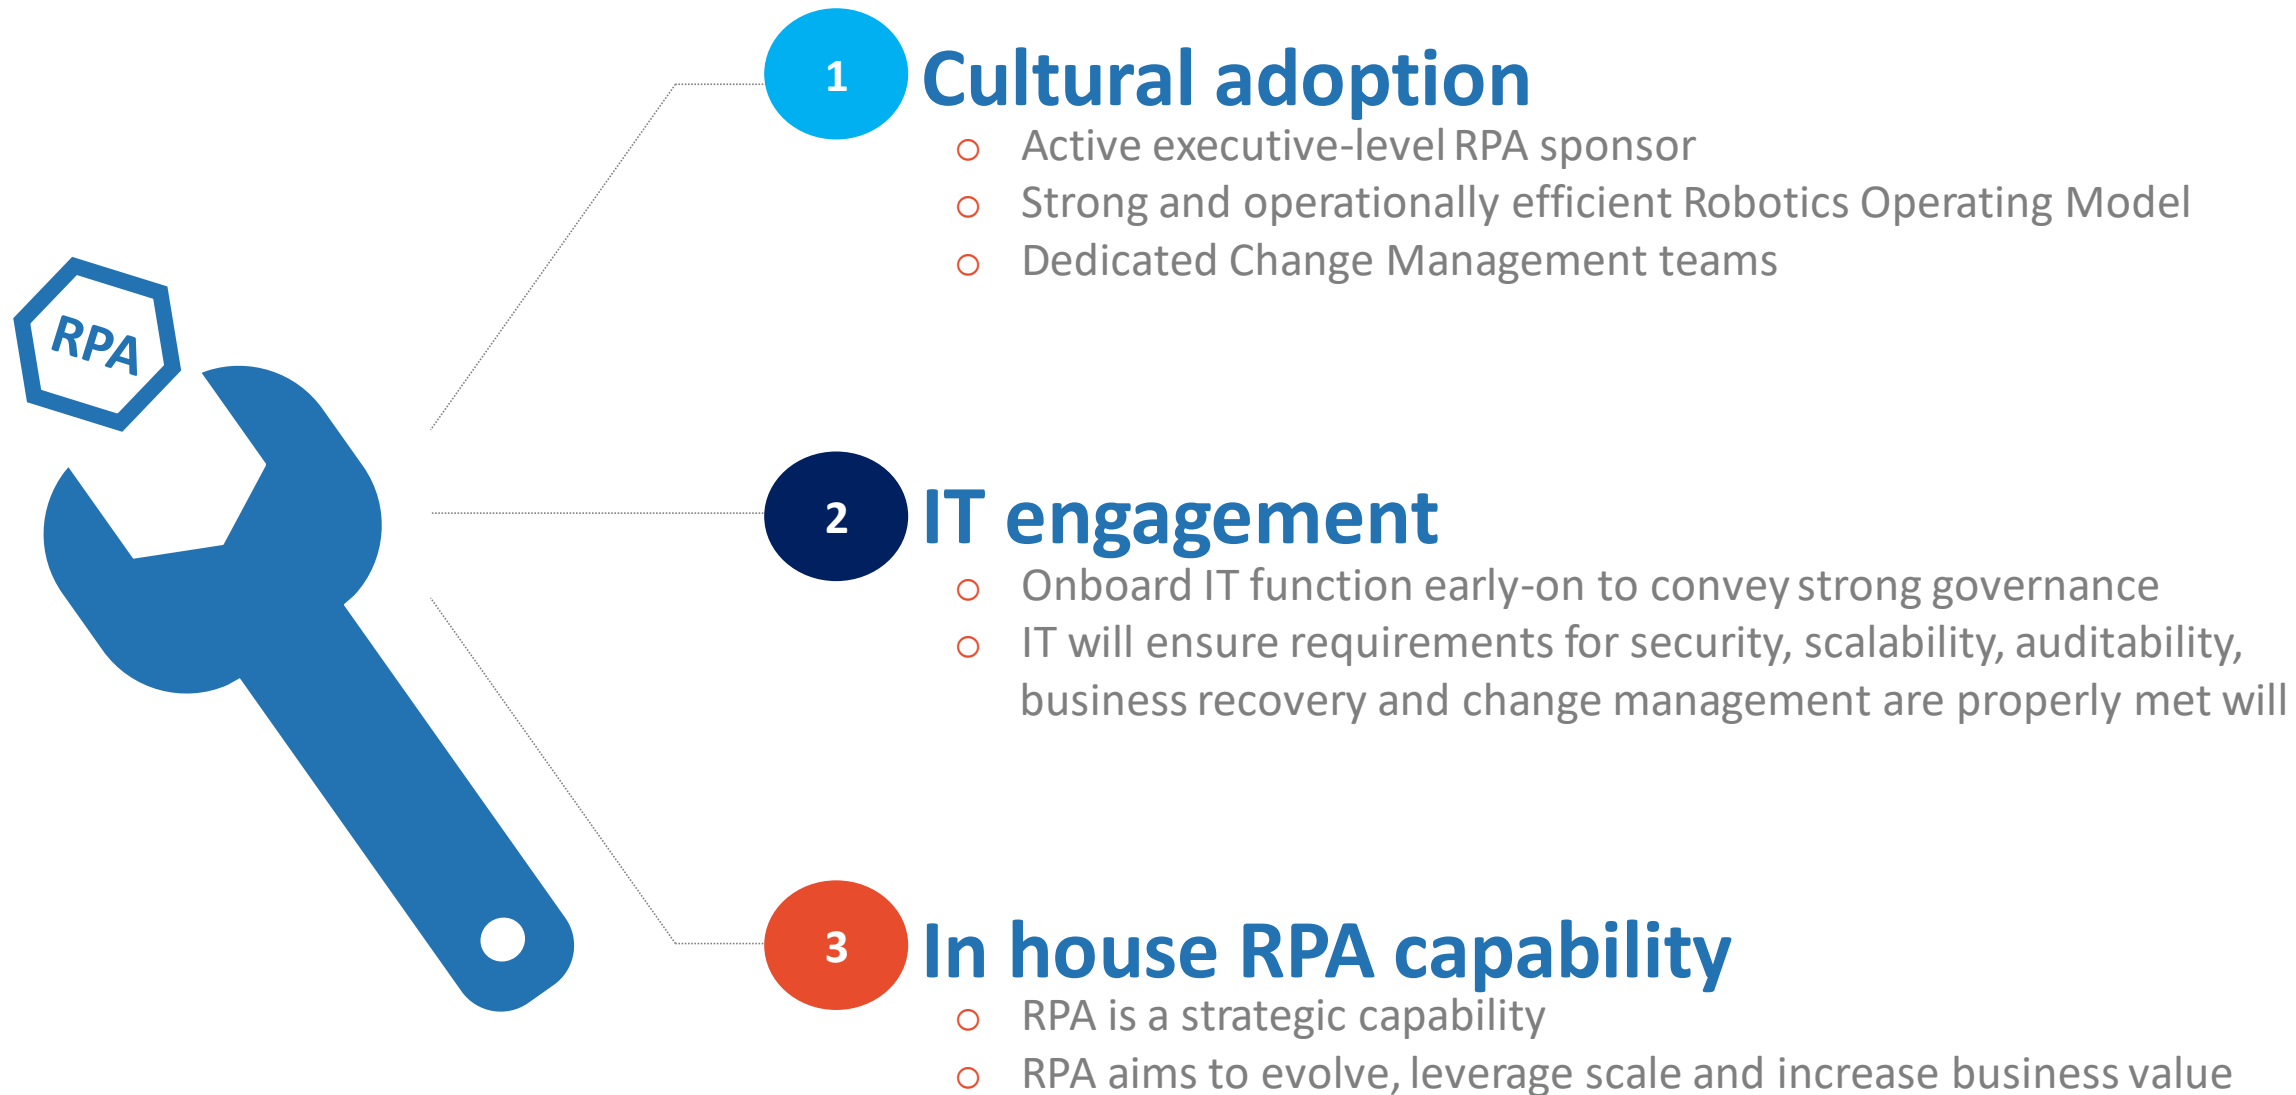 1
Cultural adoption
Active executive-level RPA sponsor
Strong and operationally efficient Robotics Operating Model
Dedicated Change Management teams
RPA
2
IT engagement
Onboard IT function early-on to convey strong governance
IT will ensure requirements for security, scalability, auditability,
business recovery and change management are properly met will
3
In house RPA capability
RPA is a strategic capability
RPA aims to evolve, leverage scale and increase business value